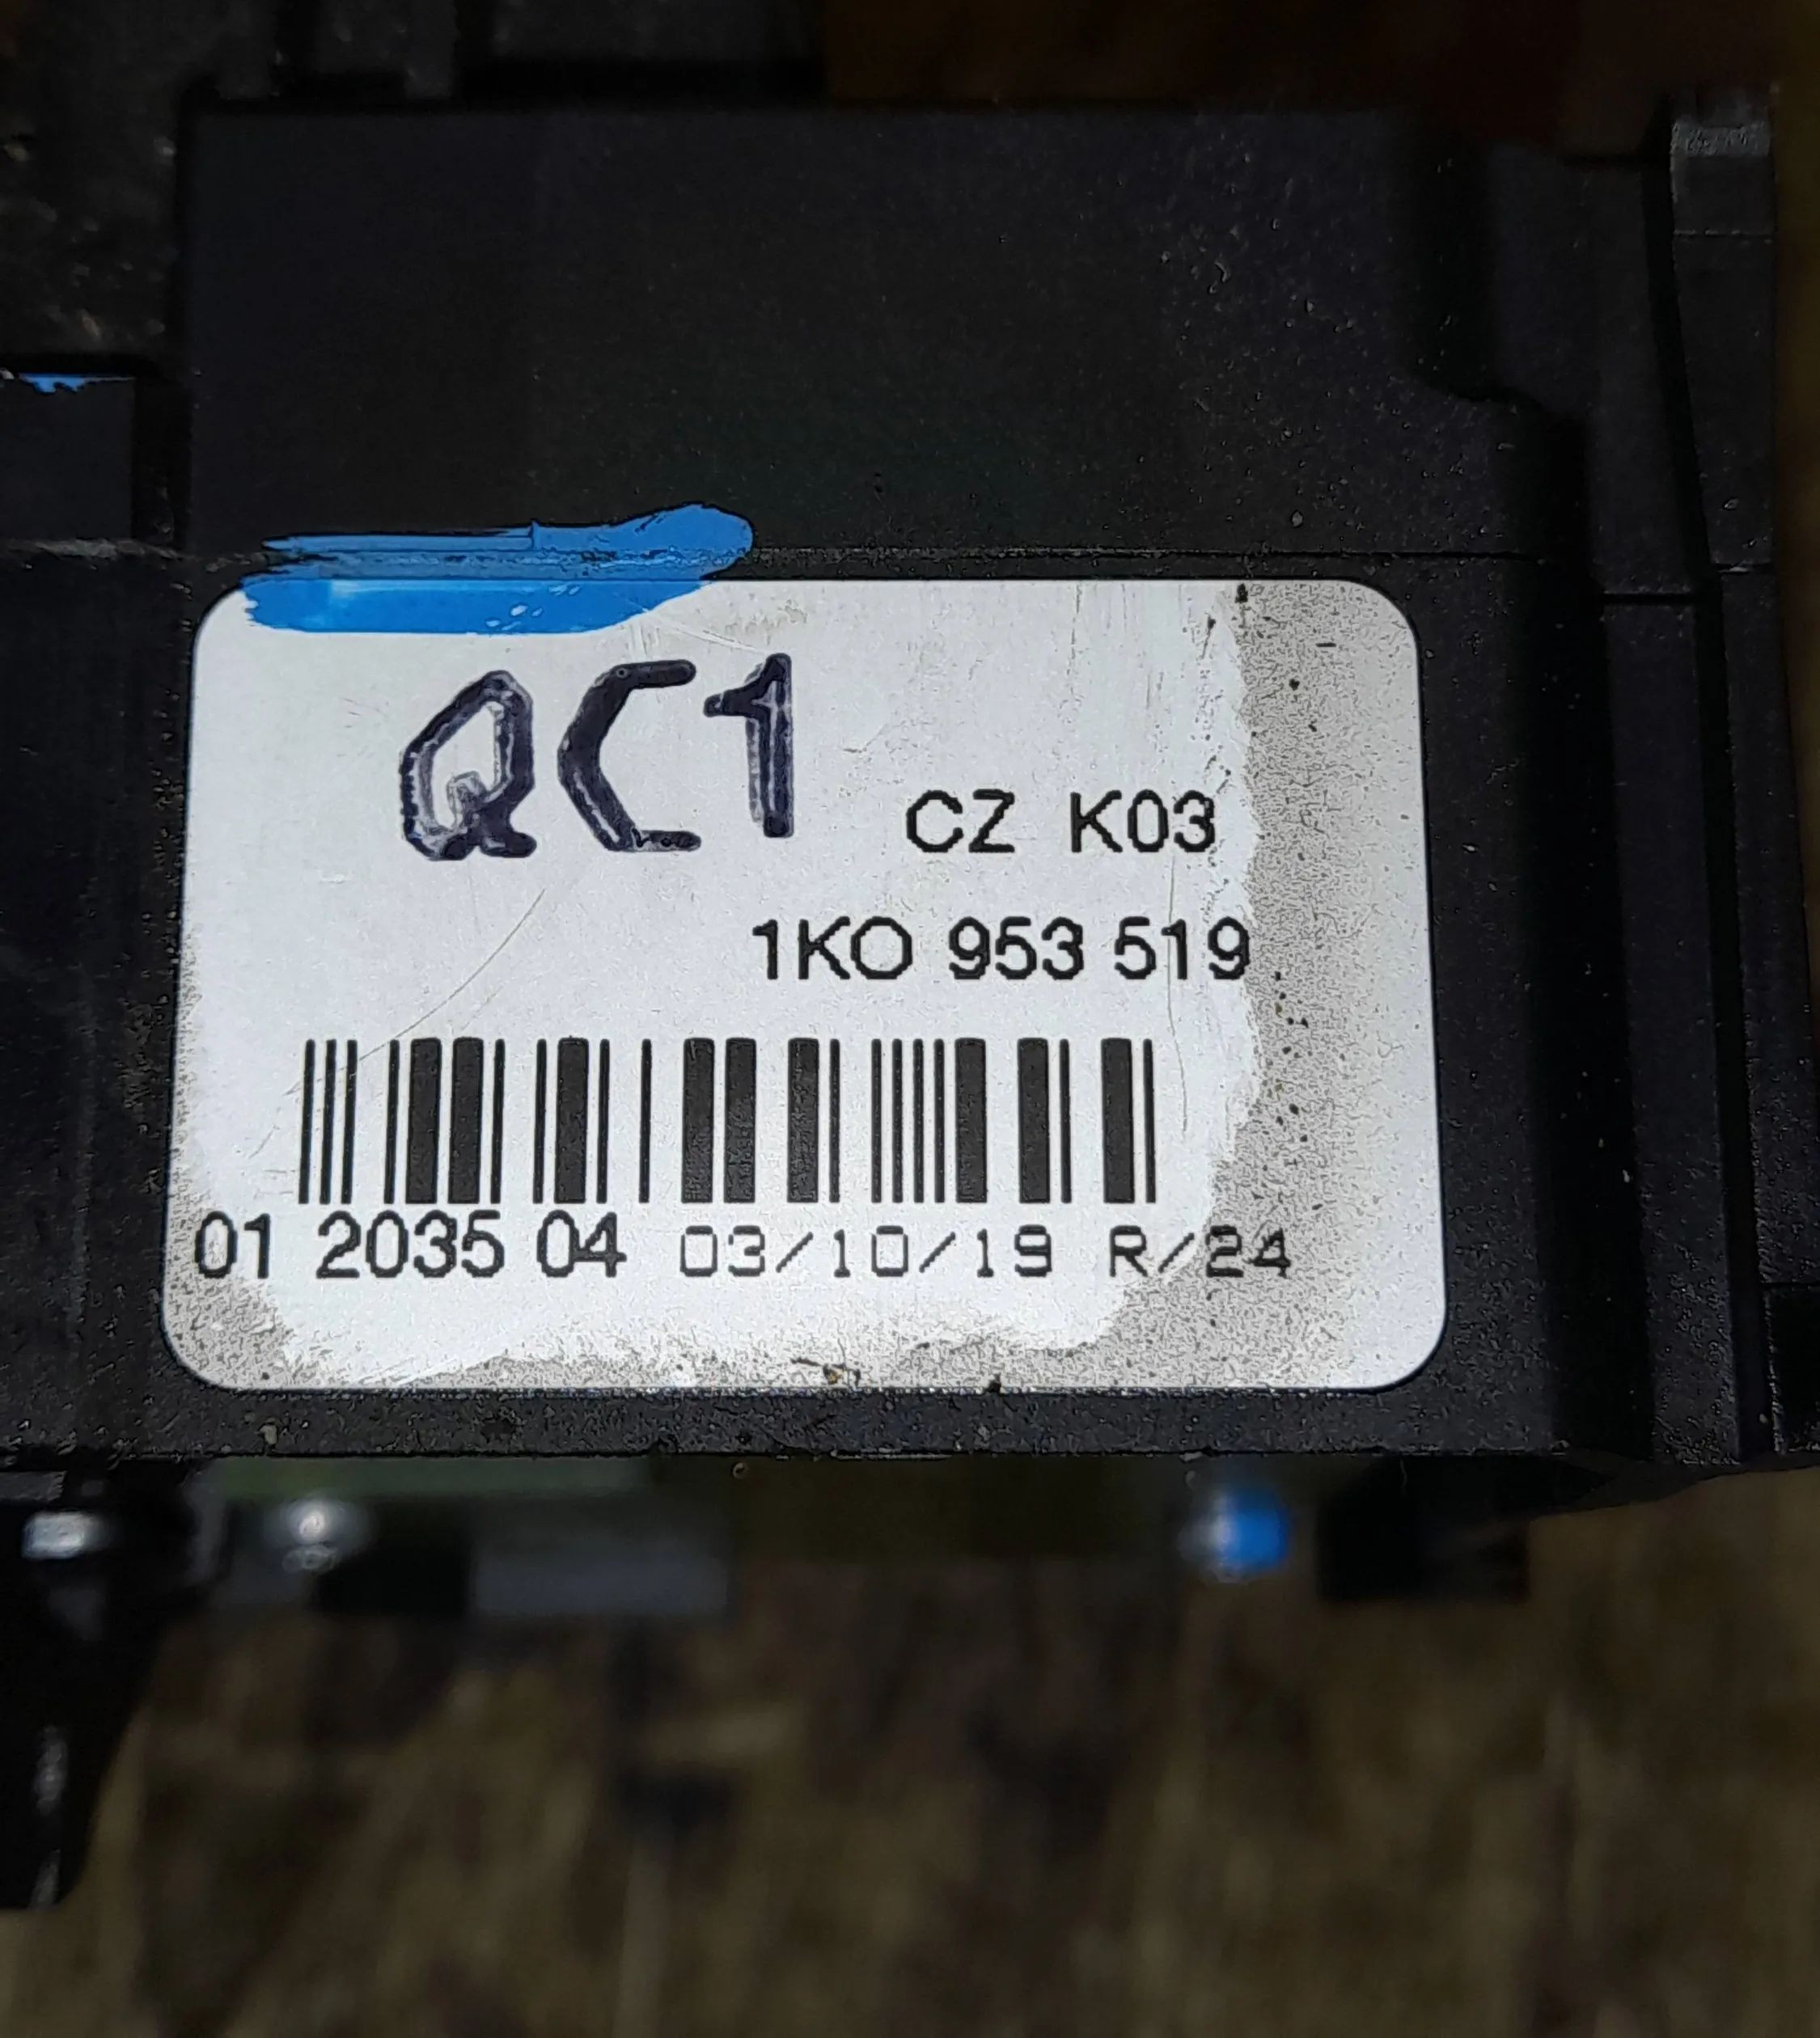 QC1
CZ K03
1KO 953 519
01 2035 04 03/10/19 R/24